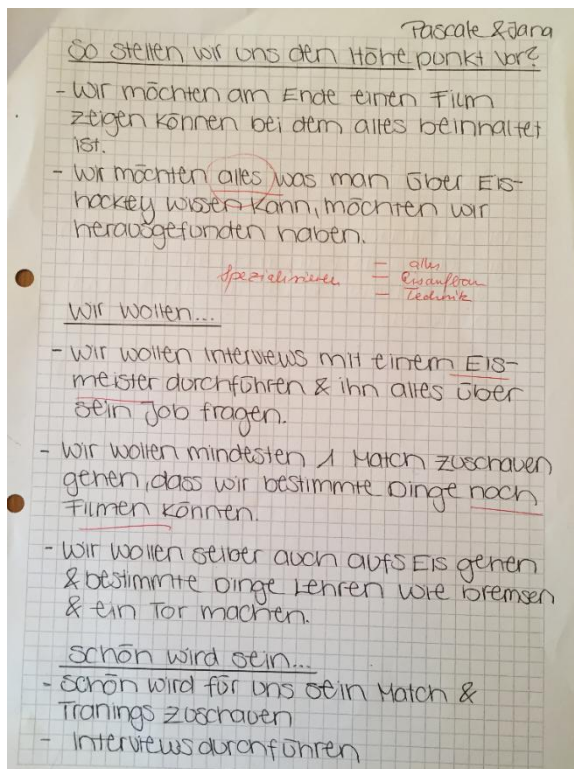 Pascale & Jana
So stellen wir uns den Höhepunkt vor?
- Wir möchten am Ende einen Film
zeigen können bei dem alles beinhaltet
ist.
- Wir möchten alles was man über Eis-
hockey wissen kann, möchten wir
herausgefunden haben.
Spezialisieren - alles
- Eisaufbau
- Technik
Wir wollen...
- Wir wollen Interviews mit einem Eis-
meister durchführen & ihn alles über
sein Job fragen.
- Wir wollen mindesten 1 Match zuschauen
gehen, dass wir bestimmte Dinge noch
Filmen können.
- Wir wollen selber auch aufs Eis gehen
& bestimmte Dinge Lehren wie bremsen
& ein Tor machen.
Schön wird sein...
- Schön wird für uns sein Match &
Tranings zuschauen
- Interviews durchführen